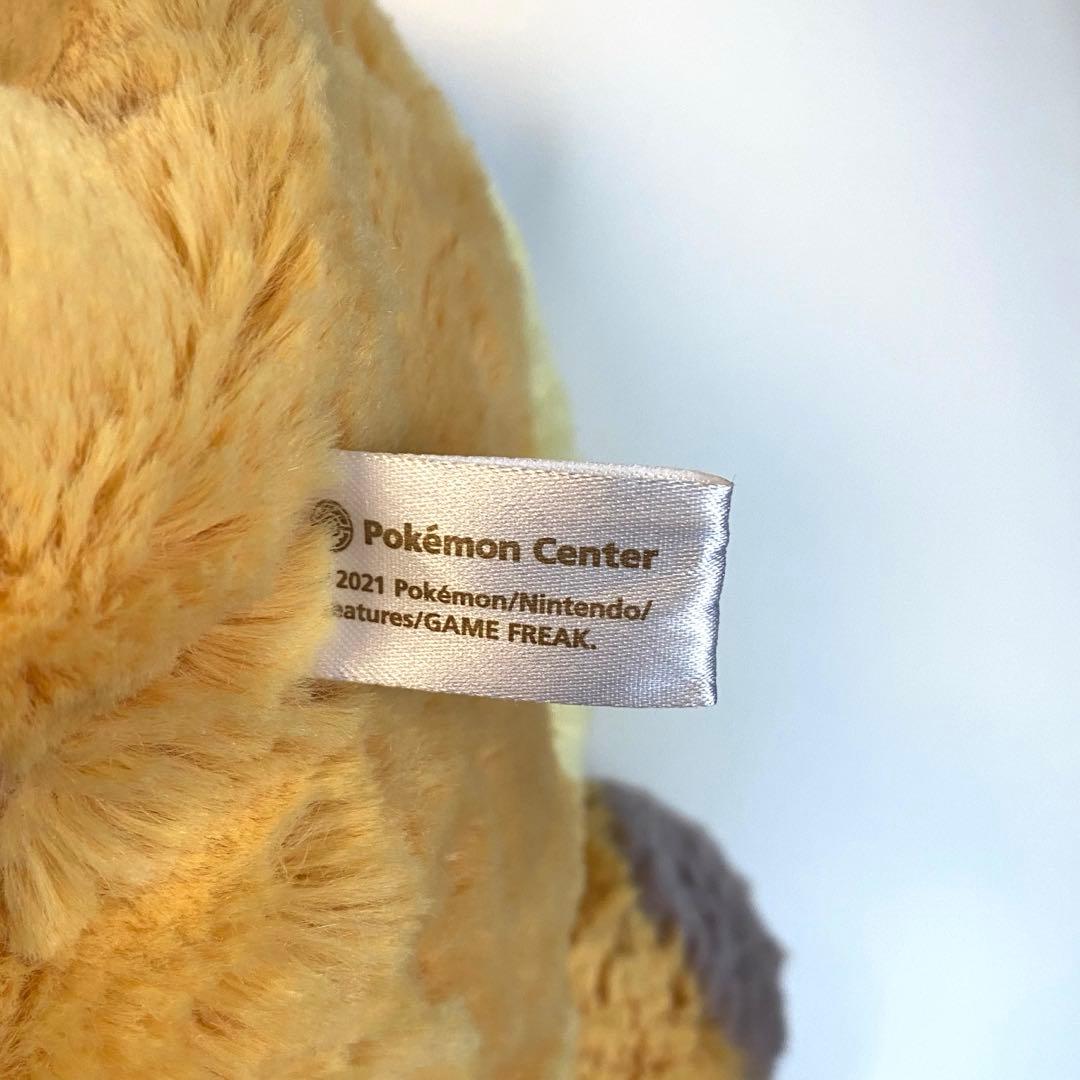 Pokémon Center
2021 Pokémon/Nintendo/
eatures/GAME FREAK.